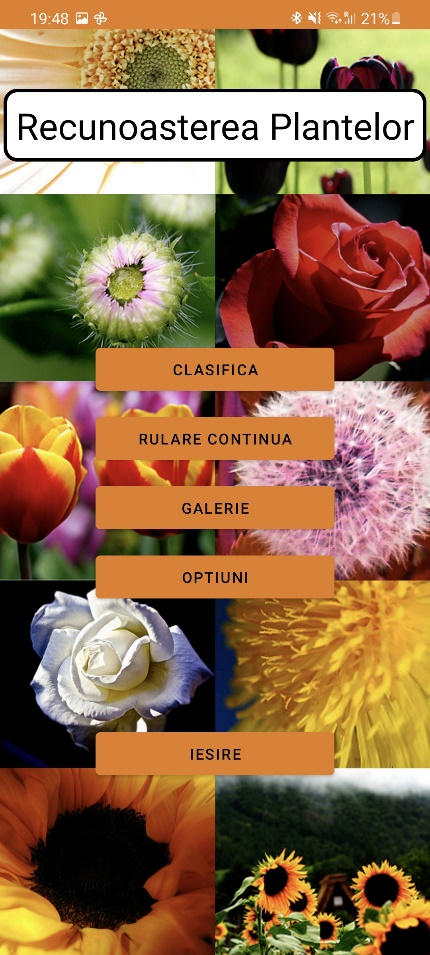 19:48 21%
Recunoasterea Plantelor
CLASIFICA
RULARE CONTINUA
GALERIE
OPTIUNI
IESIRE